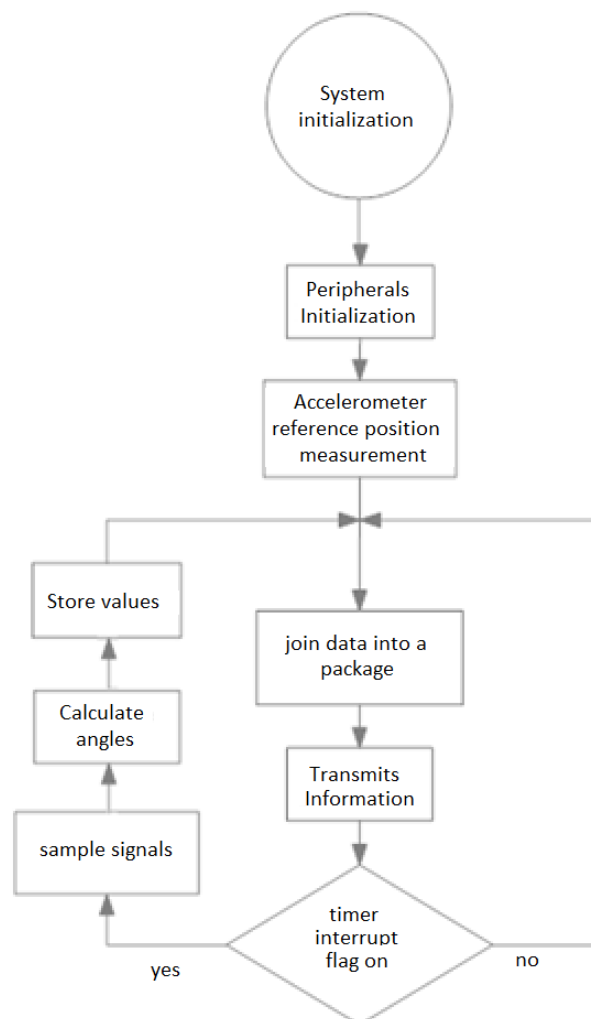 System
initialization
Peripherals
Initialization
Accelerometer
reference position
measurement
Store values
join data into a
package
Calculate
angles
Transmits
Information
sample signals
timer
interrupt
flag on
yes
no